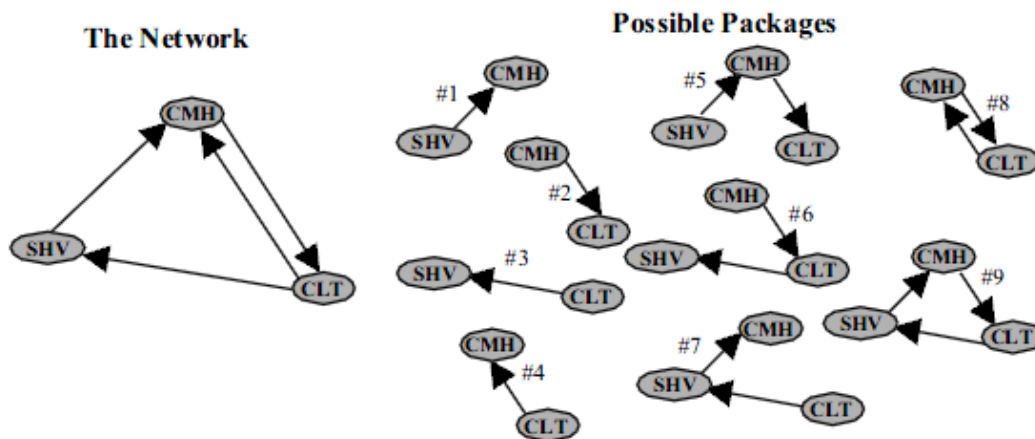 The Network
Possible Packages
CMH
SHV
CLT
#1
CMH
SHV
CMH
#2
CLT
SHV
#3
CLT
CMH
#4
CLT
#5
CMH
SHV
CLT
CMH
#6
SHV
CLT
#7
CMH
SHV
CLT
CMH
#8
CLT
CMH
#9
SHV
CLT